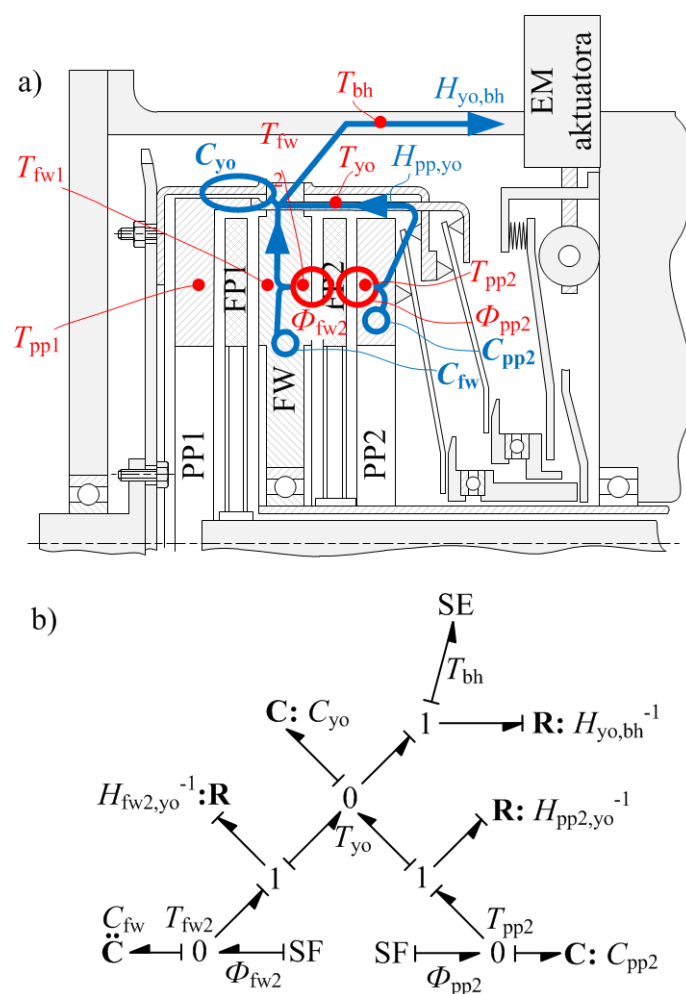 a)
EM
aktuatora
T_bh
H_yo,bh
T_fw
2
C_yo
T_yo
H_pp,yo
T_fw1
FP1
T_pp2
T_pp1
Φ_fw2
Φ_pp2
C_pp2
C_fw
FW
PP1
PP2
b)
SE
T_bh
C: C_yo
1
R: H_yo,bh^-1
H_fw2,yo^-1:R
0
R: H_pp2,yo^-1
T_yo
1
1
C_fw
T_fw2
T_pp2
C̈
0
SF
SF
0
C: C_pp2
Φ_fw2
Φ_pp2